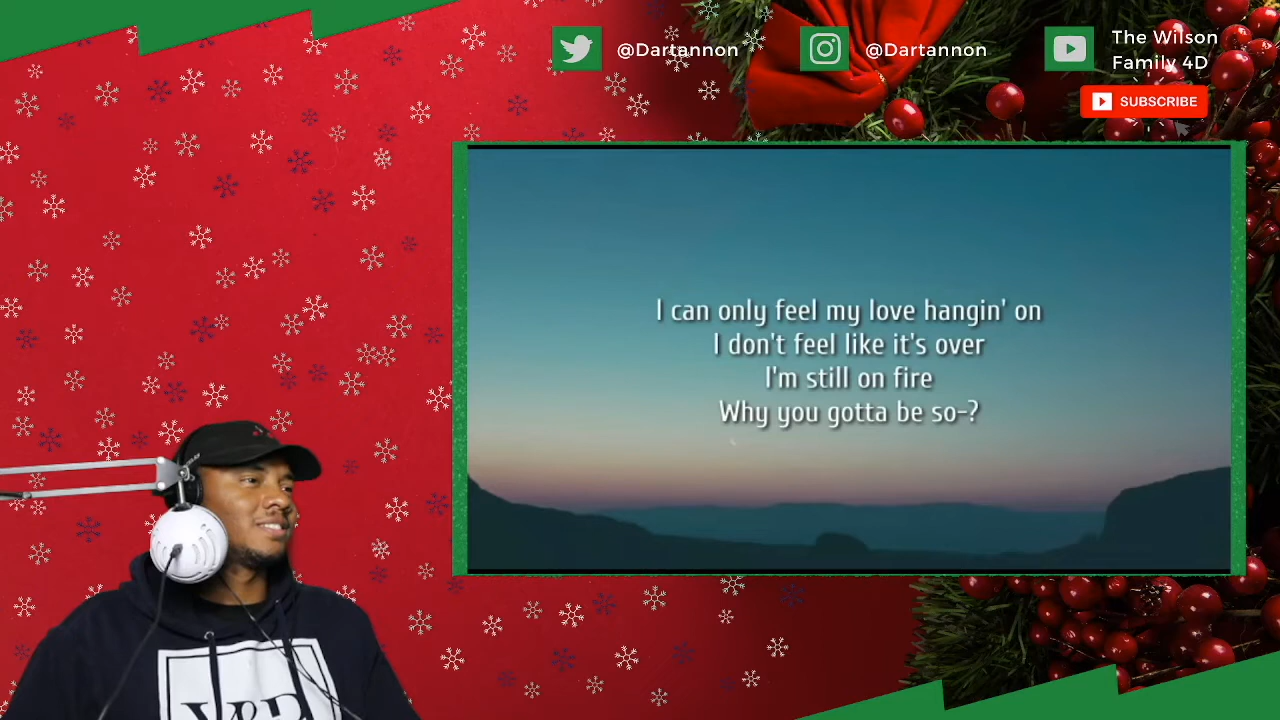 @Dartannon
@Dartannon
The Wilson
Family 4D
SUBSCRIBE
I can only feel my love hangin' on
I don't feel like it's over
I'm still on fire
Why you gotta be so-?